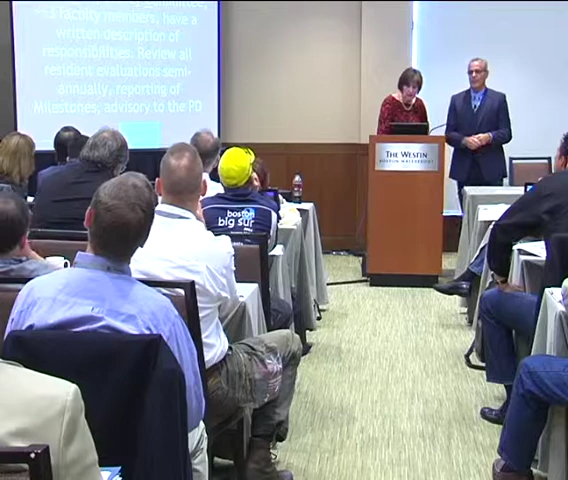 and faculty members, have a
written description of
responsibilities. Review all
resident evaluations semi-
annually, reporting of
Milestones, advisory to the PD
THE WESTIN
BOSTON WATERFRONT
boston
big sur